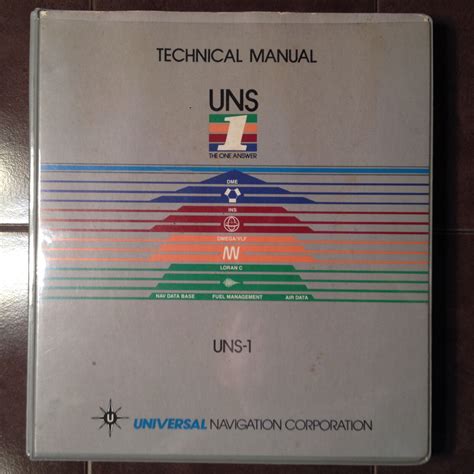 TECHNICAL MANUAL
UNS
1
THE ONE ANSWER
DME
INS
OMEGA/VLF
LORAN C
NAV DATA BASE FUEL MANAGEMENT AIR DATA
UNS-1
U UNIVERSAL NAVIGATION CORPORATION